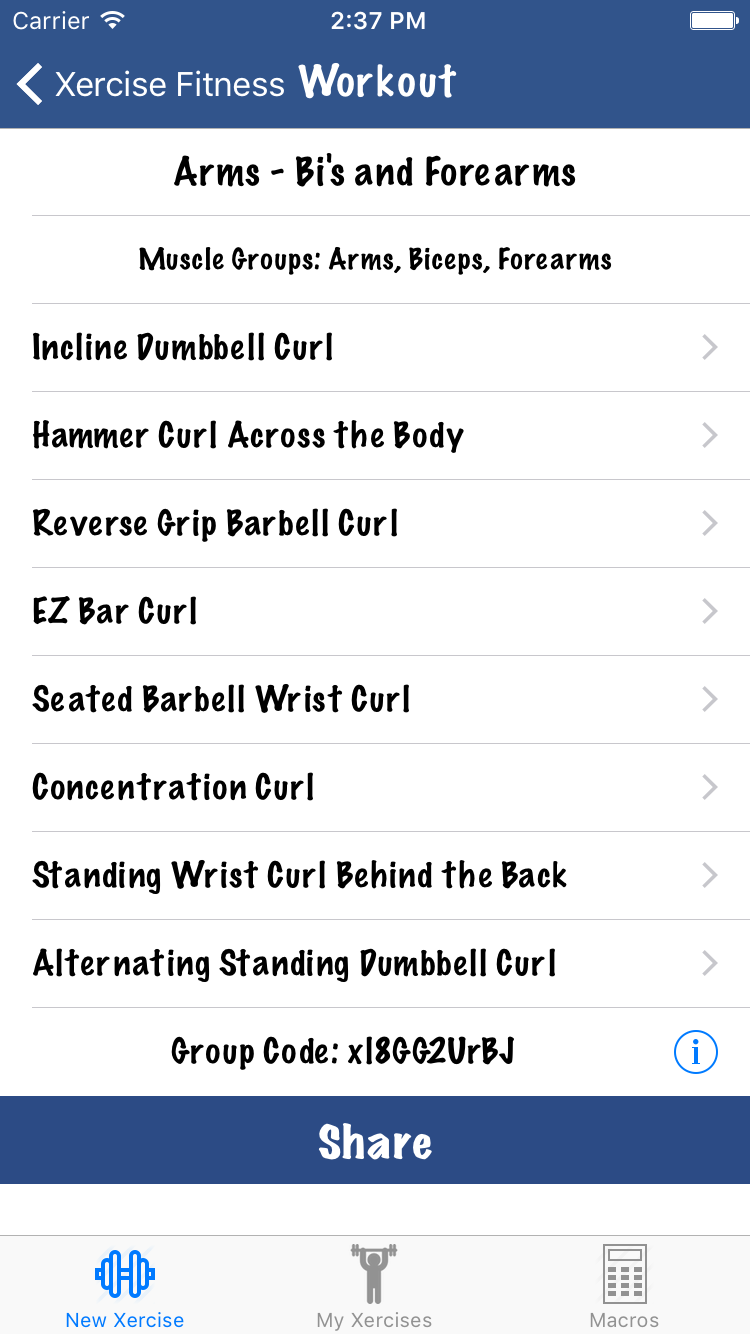 Carrier 2:37 PM
Xercise Fitness Workout
Arms - Bi's and Forearms
Muscle Groups: Arms, Biceps, Forearms
Incline Dumbbell Curl
Hammer Curl Across the Body
Reverse Grip Barbell Curl
EZ Bar Curl
Seated Barbell Wrist Curl
Concentration Curl
Standing Wrist Curl Behind the Back
Alternating Standing Dumbbell Curl
Group Code: xl8GG2UrBJ
Share
New Xercise My Xercises Macros